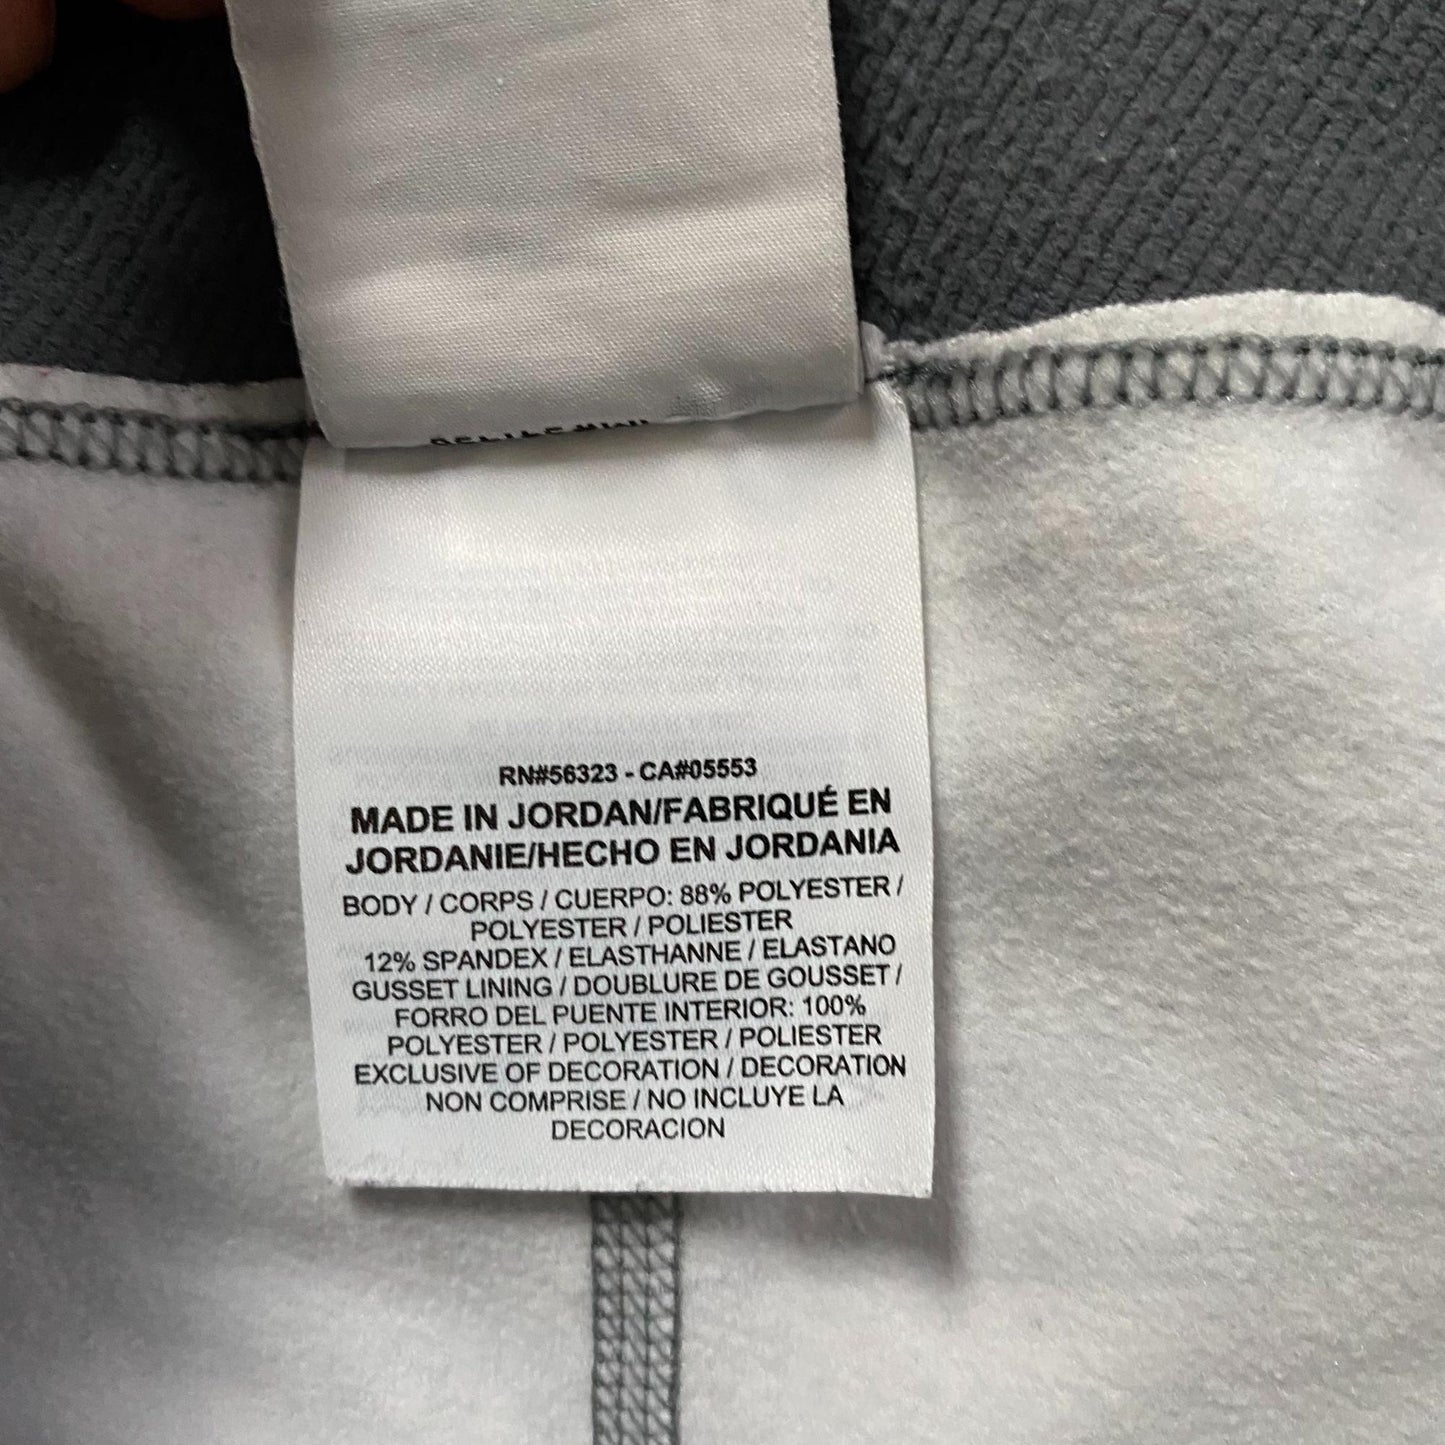 RN#56323 - CA#05553
MADE IN JORDAN/FABRIQUÉ EN
JORDANIE/HECHO EN JORDANIA
BODY / CORPS / CUERPO: 88% POLYESTER /
POLYESTER / POLIESTER
12% SPANDEX / ELASTHANNE / ELASTANO
GUSSET LINING / DOUBLURE DE GOUSSET /
FORRO DEL PUENTE INTERIOR: 100%
POLYESTER / POLYESTER / POLIESTER
EXCLUSIVE OF DECORATION / DECORATION
NON COMPRISE / NO INCLUYE LA
DECORACION